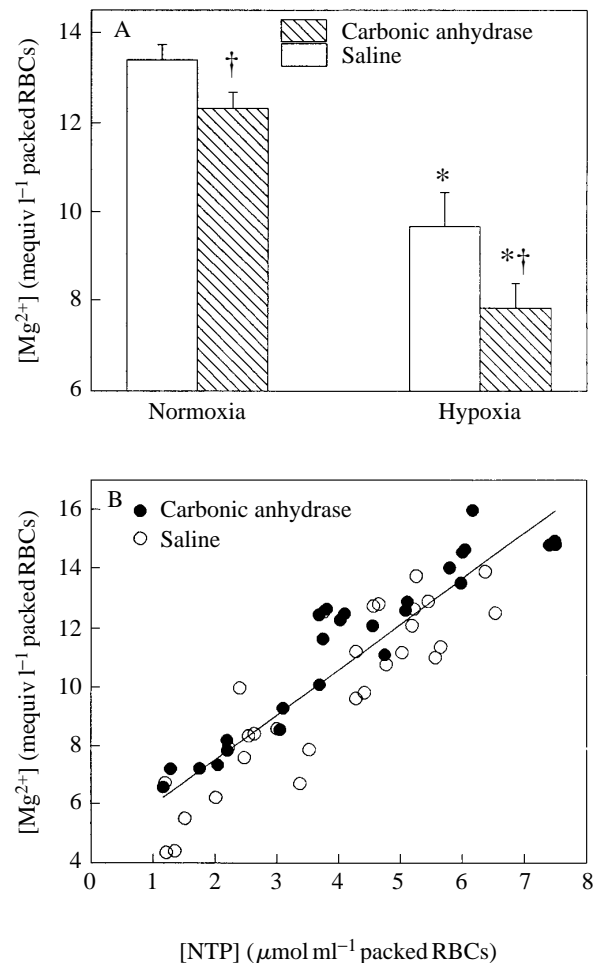 A
Carbonic anhydrase
Saline
14
12
10
8
6
[Mg²⁺] (mequiv l⁻¹ packed RBCs)
†
*
*†
Normoxia
Hypoxia
B
Carbonic anhydrase
Saline
16
14
12
10
8
6
4
[Mg²⁺] (mequiv l⁻¹ packed RBCs)
0 1 2 3 4 5 6 7 8
[NTP] (μmol ml⁻¹ packed RBCs)